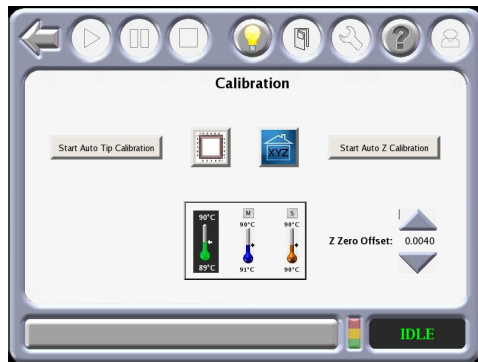 Calibration
Start Auto Tip Calibration
XYZ
Start Auto Z Calibration
90°C
M
90°C
S
90°C
89°C
91°C
90°C
Z Zero Offset: 0.0040
?
IDLE